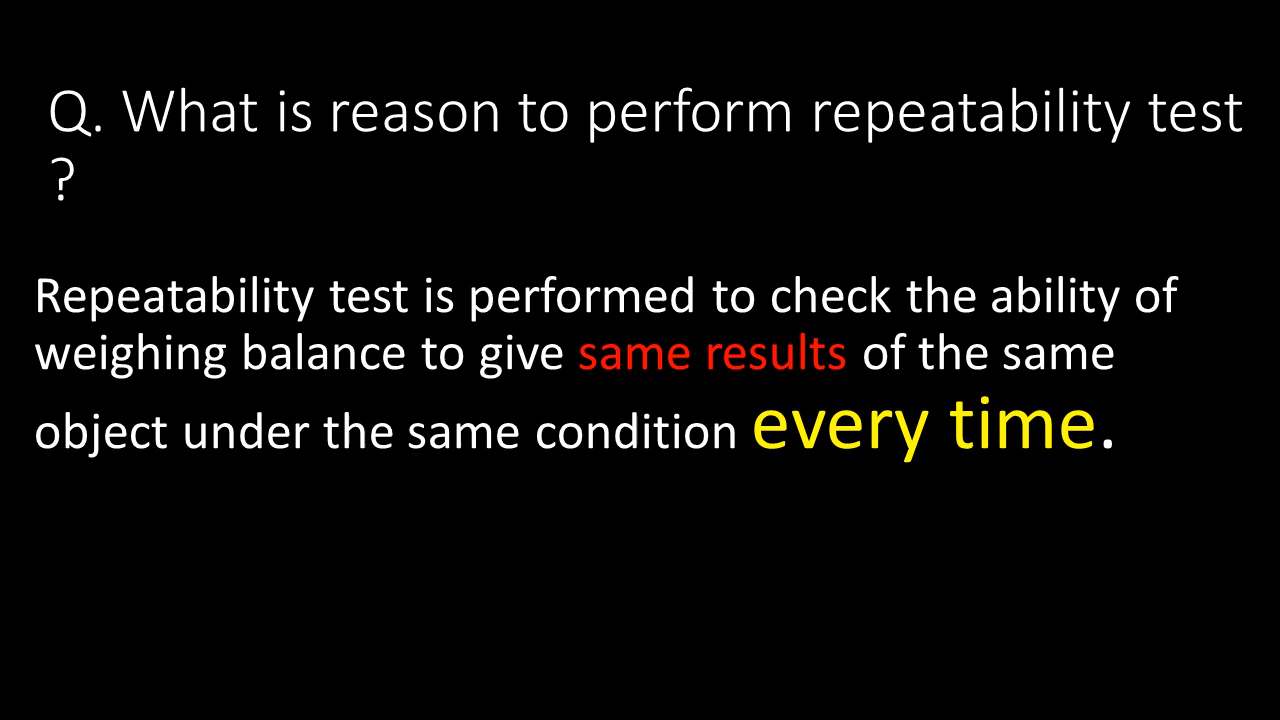 Q. What is reason to perform repeatability test
?
Repeatability test is performed to check the ability of
weighing balance to give same results of the same
object under the same condition every time.